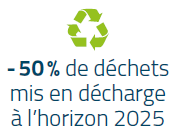 - 50 % de déchets
mis en décharge
à l'horizon 2025